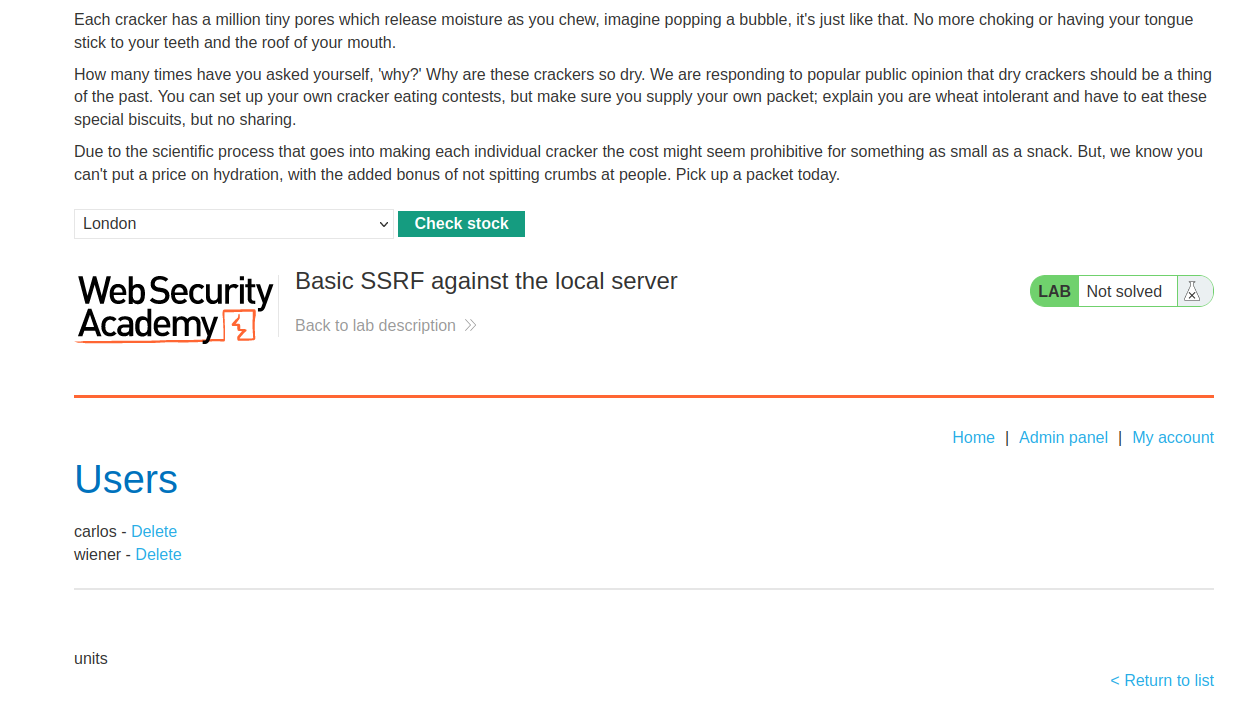 Each cracker has a million tiny pores which release moisture as you chew, imagine popping a bubble, it's just like that. No more choking or having your tongue
stick to your teeth and the roof of your mouth.
How many times have you asked yourself, 'why?' Why are these crackers so dry. We are responding to popular public opinion that dry crackers should be a thing
of the past. You can set up your own cracker eating contests, but make sure you supply your own packet; explain you are wheat intolerant and have to eat these
special biscuits, but no sharing.
Due to the scientific process that goes into making each individual cracker the cost might seem prohibitive for something as small as a snack. But, we know you
can't put a price on hydration, with the added bonus of not spitting crumbs at people. Pick up a packet today.
London Check stock
Web Security
Academy
Basic SSRF against the local server
Back to lab description
LAB Not solved
Home | Admin panel | My account
Users
carlos - Delete
wiener - Delete
units
< Return to list